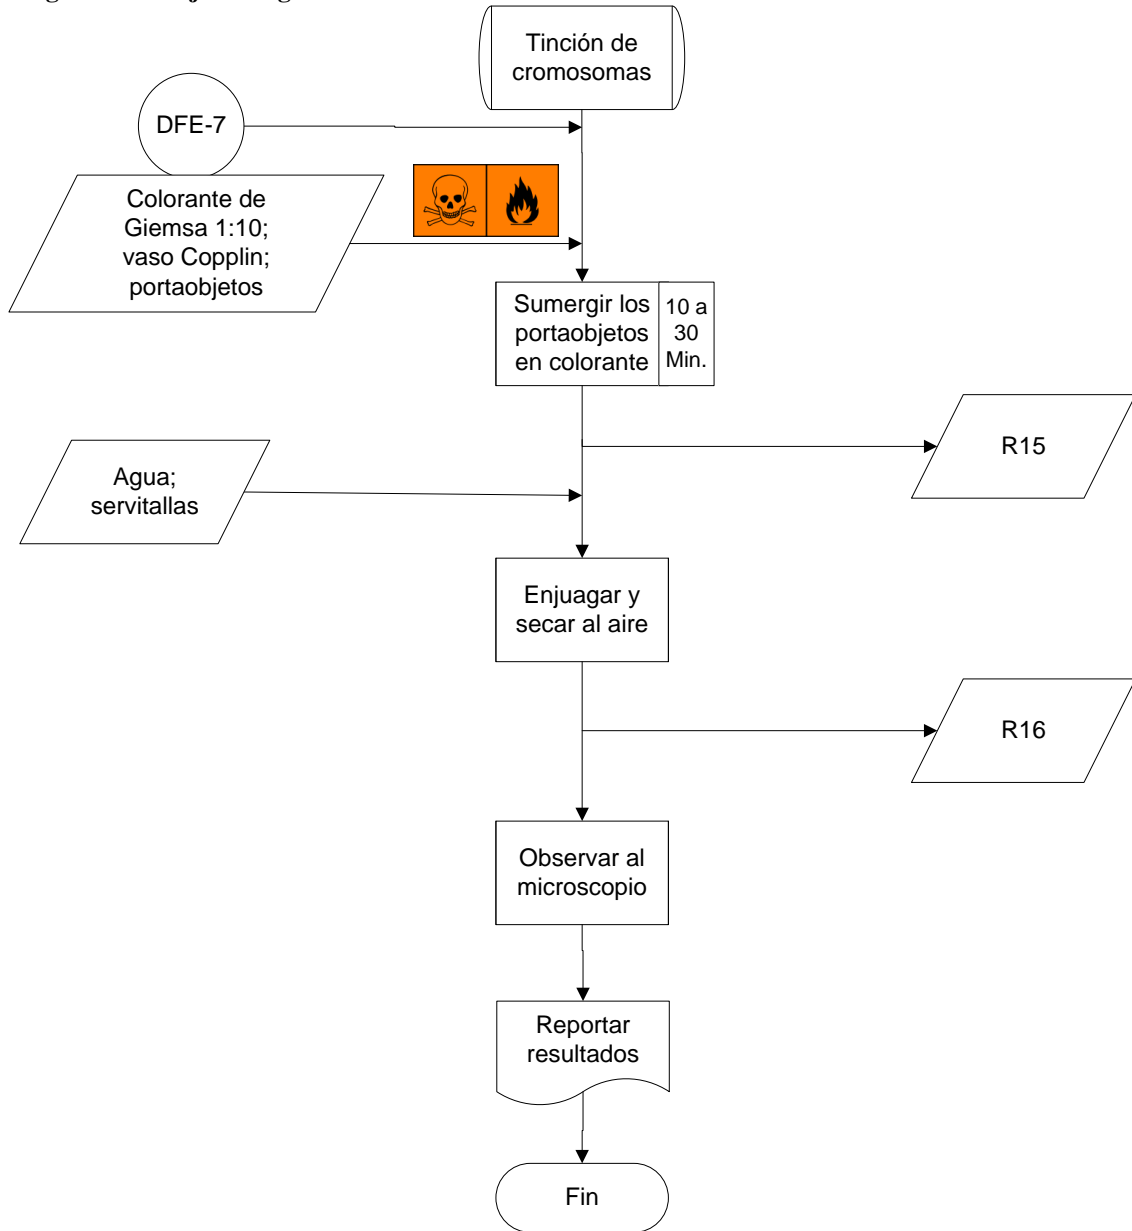 Tinción de
cromosomas
DFE-7
Colorante de
Giemsa 1:10;
vaso Copplin;
portaobjetos
Sumergir los
portaobjetos
en colorante
10 a
30
Min.
R15
Agua;
servitallas
Enjuagar y
secar al aire
R16
Observar al
microscopio
Reportar
resultados
Fin